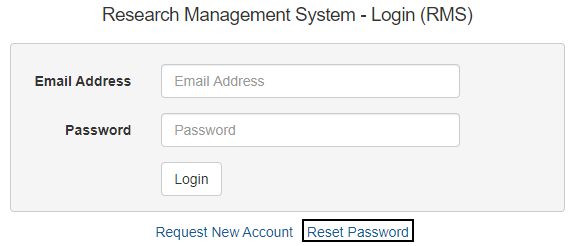 Research Management System - Login (RMS)
Email Address Email Address
Password Password
Login
Request New Account Reset Password